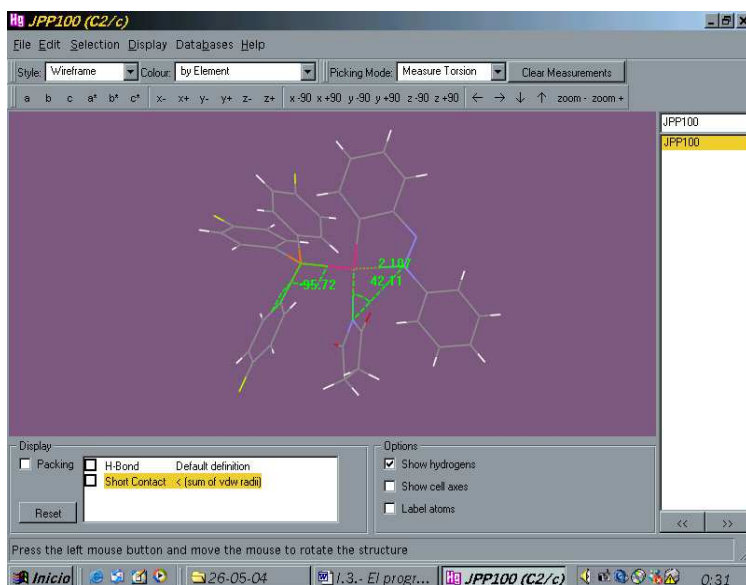 Hg JPP100 (C2/c)
File Edit Selection Display Databases Help
Style: Wireframe Colour: by Element Picking Mode: Measure Torsion Clear Measurements
a b c a* b* c* x- x+ y- y+ z- z+ x-90 x+90 y-90 y+90 z-90 z+90 ← → ↓ ↑ zoom- zoom+
JPP100
JPP100
2.107
95.72
42.11
Display
Packing
H-Bond Default definition
Short Contact < (sum of vdw radii)
Reset
Options
Show hydrogens
Show cell axes
Label atoms
<< >>
Press the left mouse button and move the mouse to rotate the structure
Inicio 26-05-04 1.3.- El progr... Hg JPP100 (C2/c) 0:31